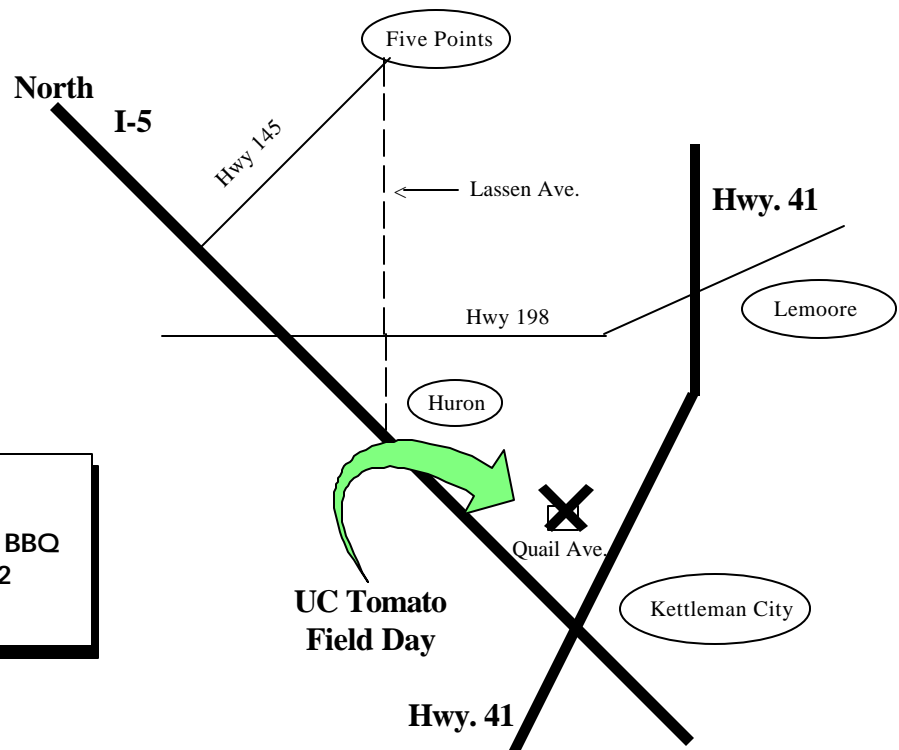 Five Points
North
I-5
Hwy 145
Lassen Ave.
Hwy. 41
Lemoore
Hwy 198
Huron
BBQ
2
Quail Ave.
UC Tomato
Field Day
Kettleman City
Hwy. 41